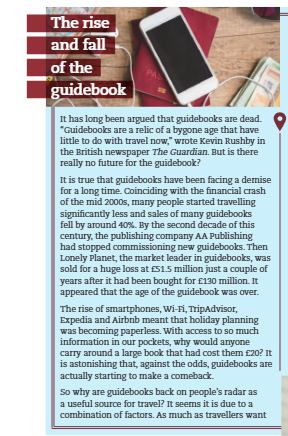 The rise
and fall
of the
guidebook
It has long been argued that guidebooks are dead.
“Guidebooks are a relic of a bygone age that have
little to do with travel now,” wrote Kevin Rushby in
the British newspaper The Guardian. But is there
really no future for the guidebook?
It is true that guidebooks have been facing a demise
for a long time. Coinciding with the financial crash
of the mid 2000s, many people started travelling
significantly less and sales of many guidebooks
fell by around 40%. By the second decade of this
century, the publishing company AA Publishing
had stopped commissioning new guidebooks. Then
Lonely Planet, the market leader in guidebooks, was
sold for a huge loss at £51.5 million just a couple of
years after it had been bought for £130 million. It
appeared that the age of the guidebook was over.
The rise of smartphones, Wi-Fi, TripAdvisor,
Expedia and Airbnb meant that holiday planning
was becoming paperless. With access to so much
information in our pockets, why would anyone
carry around a large book that had cost them £20? It
is astonishing that, against the odds, guidebooks are
actually starting to make a comeback.
So why are guidebooks back on people’s radar as
a useful source for travel? It seems it is due to a
combination of factors. As much as travellers want